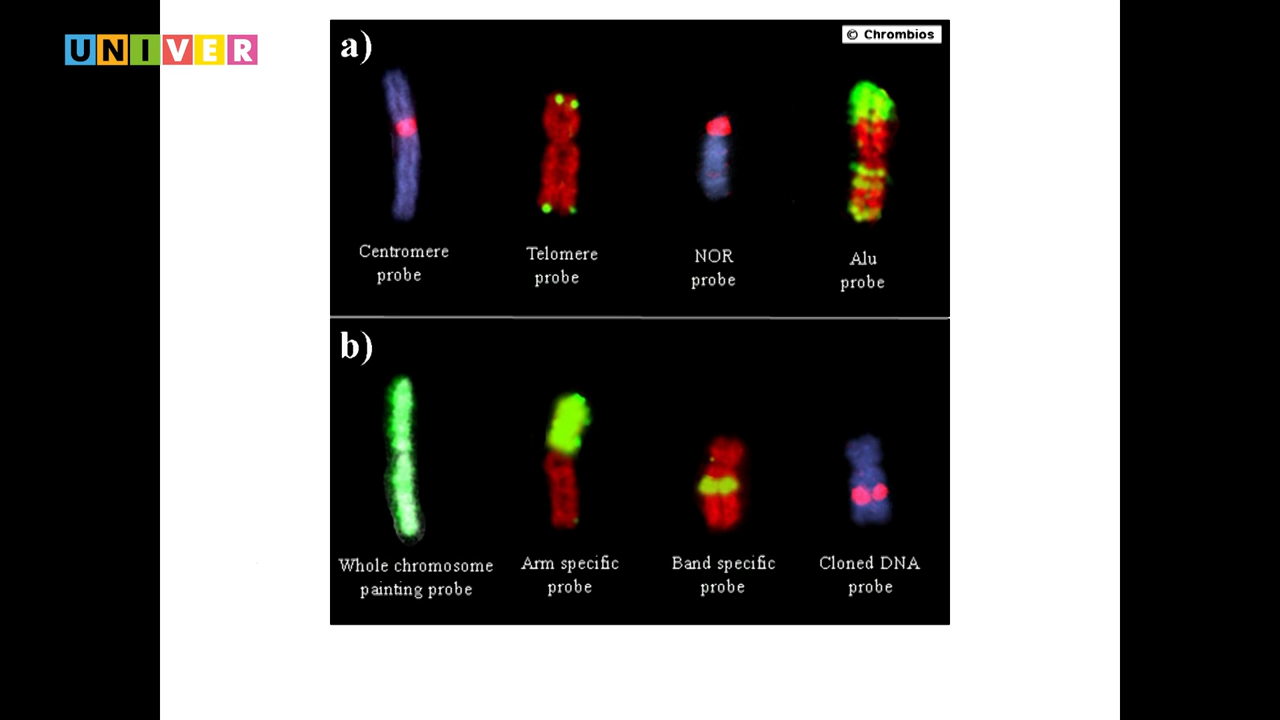 UNIVER
a)
© Chrombios
Centromere
probe
Telomere
probe
NOR
probe
Alu
probe
b)
Whole chromosome
painting probe
Arm specific
probe
Band specific
probe
Cloned DNA
probe